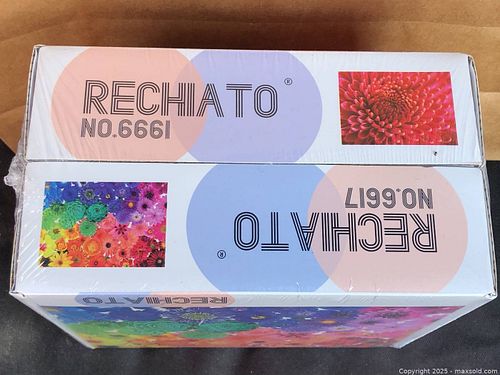 RECHIATO®
NO.6661
NO.6617
RECHIATO®
RECHIATO
Copyright 2025 - maxsold.com